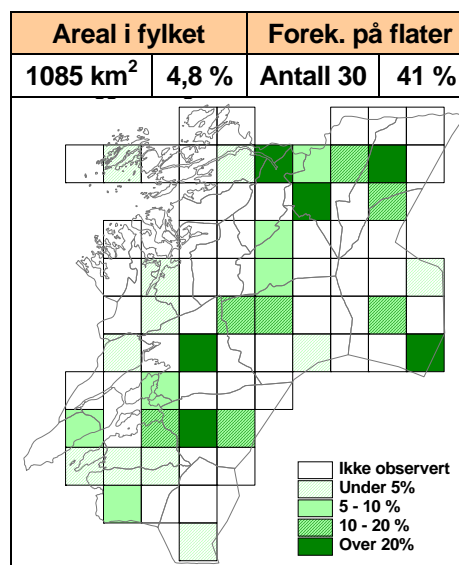 Areal i fylket Forek. på flater
1085 km² 4,8 % Antall 30 41 %
Ikke observert
Under 5%
5 - 10 %
10 - 20 %
Over 20%